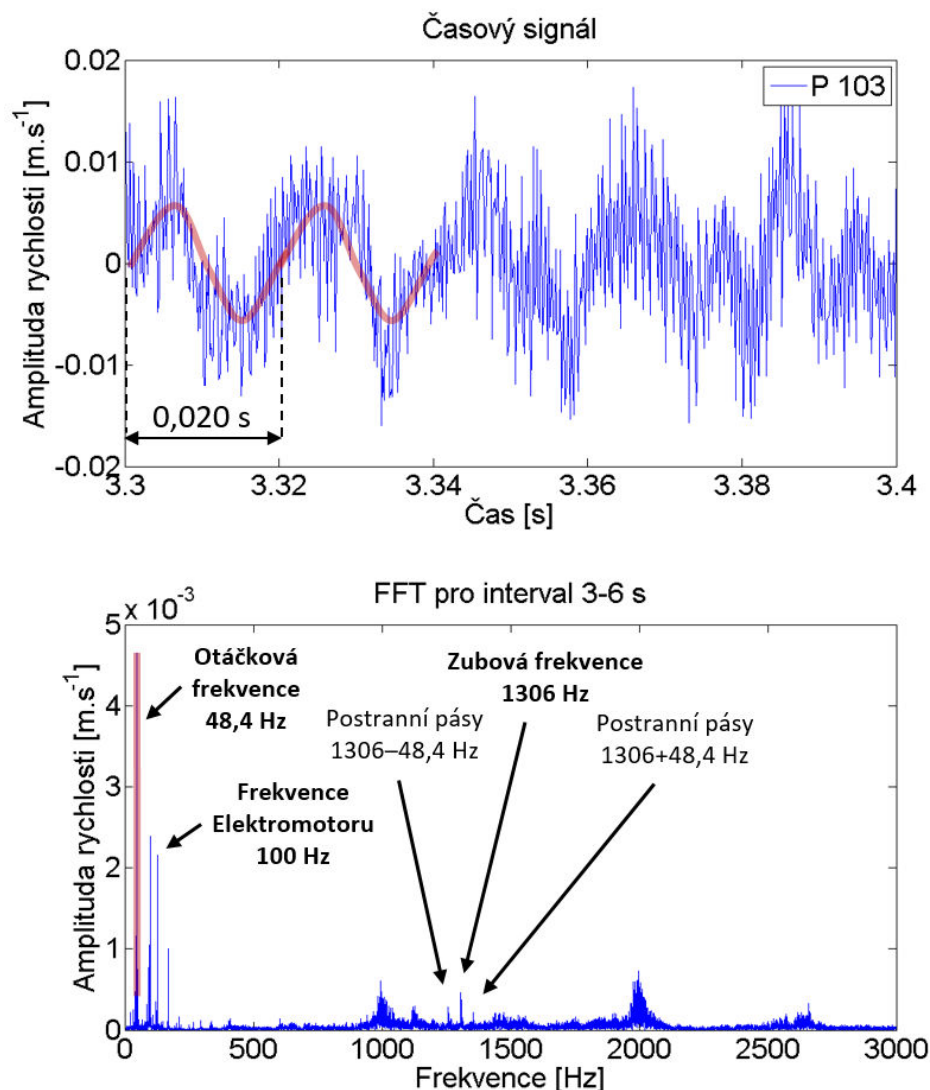 Časový signál
0.02
0.01
0
-0.01
-0.02
Amplituda rychlosti [m.s-1]
P 103
0,020 s
3.3
3.32
3.34
3.36
3.38
3.4
Čas [s]
FFT pro interval 3-6 s
x 10-3
5
4
3
2
1
0
Amplituda rychlosti [m.s-1]
Otáčková
frekvence
48,4 Hz
Frekvence
Elektromotoru
100 Hz
Postranní pásy
1306–48,4 Hz
Zubová frekvence
1306 Hz
Postranní pásy
1306+48,4 Hz
0
500
1000
1500
2000
2500
3000
Frekvence [Hz]